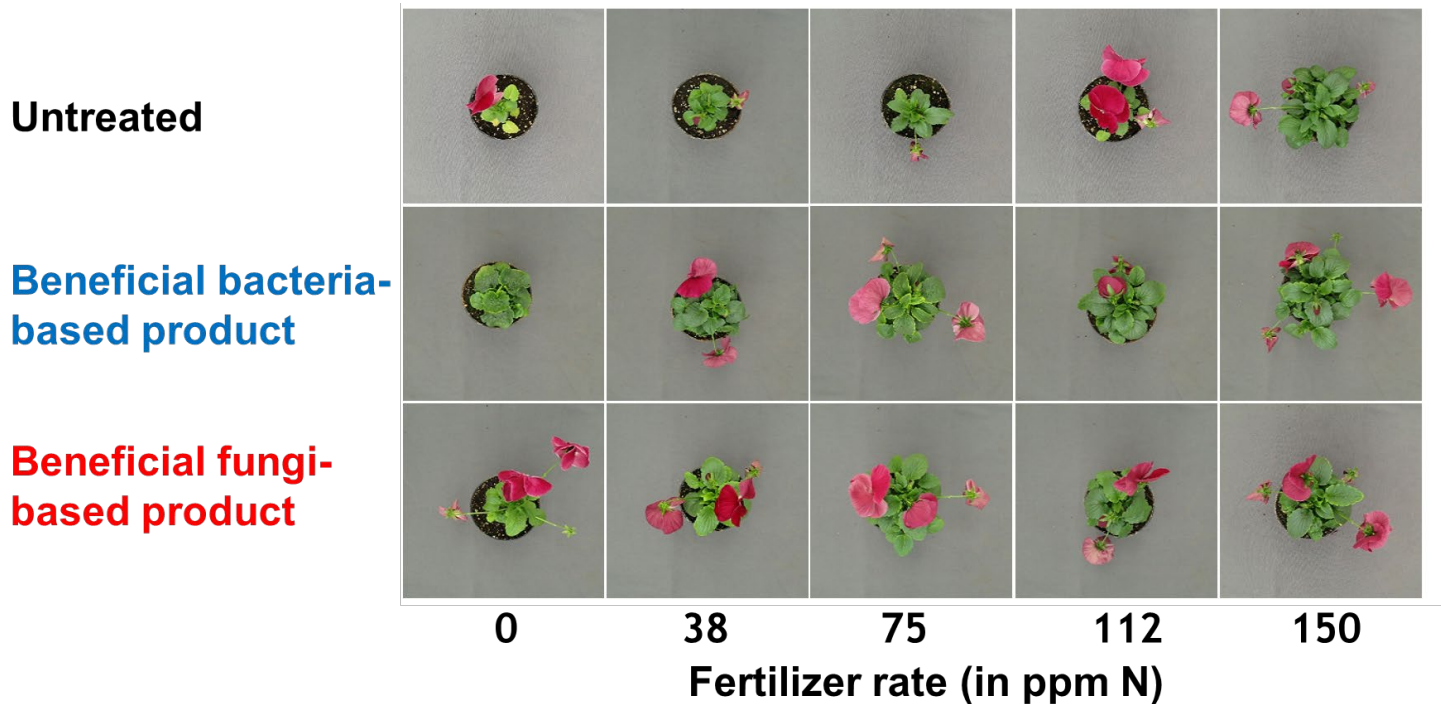 Untreated
Beneficial bacteria-
based product
Beneficial fungi-
based product
0 38 75 112 150
Fertilizer rate (in ppm N)